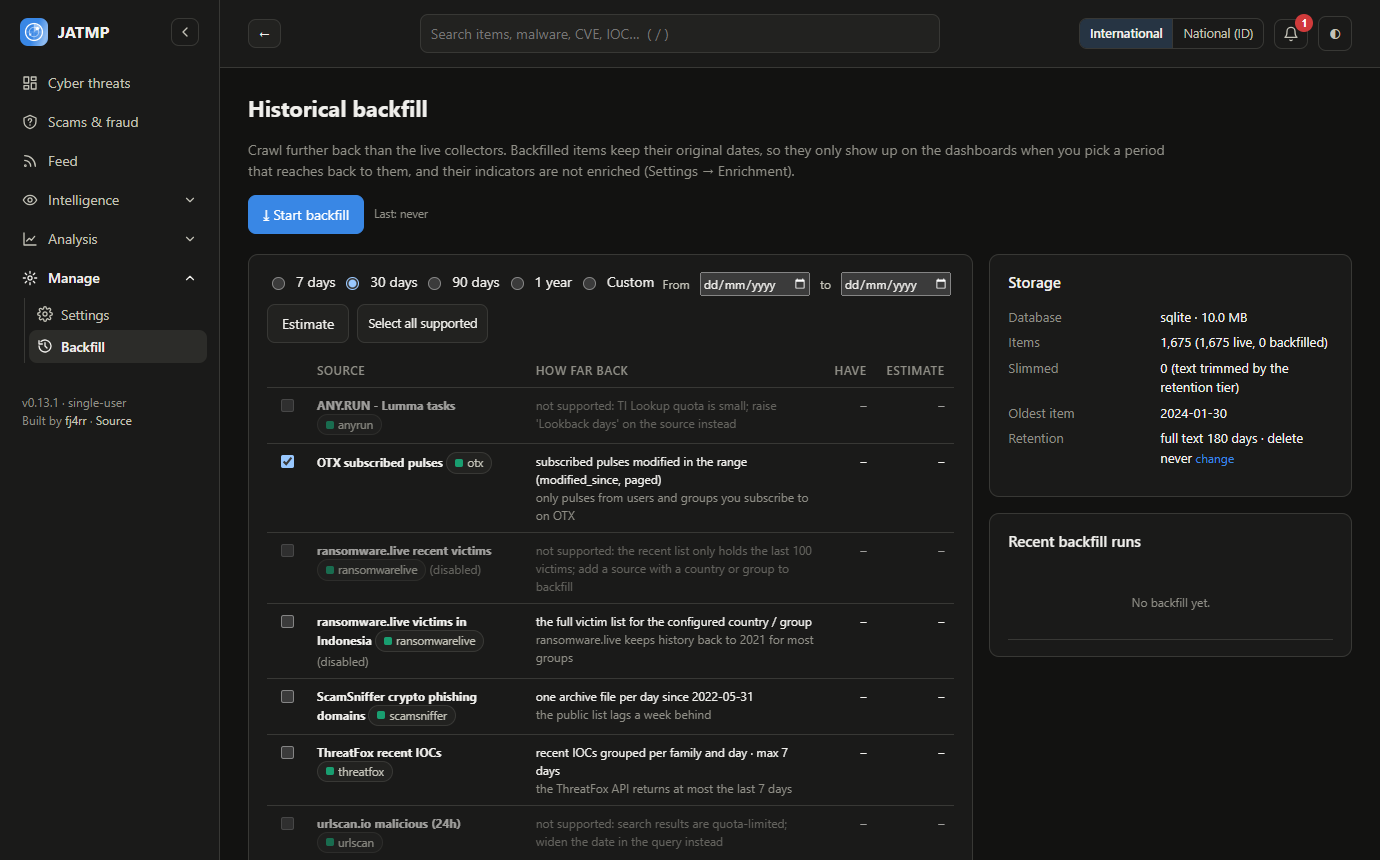 JATMP
Cyber threats
Scams & fraud
Feed
Intelligence
Analysis
Manage
Settings
Backfill
v0.13.1 · single-user
Built by fj4rr · Source
←
Search items, malware, CVE, IOC... ( / )
International
National (ID)
1
Historical backfill
Crawl further back than the live collectors. Backfilled items keep their original dates, so they only show up on the dashboards when you pick a period
that reaches back to them, and their indicators are not enriched (Settings → Enrichment).
⤓ Start backfill
Last: never
7 days 30 days 90 days 1 year Custom From dd/mm/yyyy to dd/mm/yyyy
Estimate
Select all supported
SOURCE HOW FAR BACK HAVE ESTIMATE
ANY.RUN - Lumma tasks
anyrun
not supported: TI Lookup quota is small; raise
'Lookback days' on the source instead
– –
OTX subscribed pulses otx
subscribed pulses modified in the range
(modified_since, paged)
only pulses from users and groups you subscribe to
on OTX
– –
ransomware.live recent victims
ransomwarelive (disabled)
not supported: the recent list only holds the last 100
victims; add a source with a country or group to
backfill
– –
ransomware.live victims in
Indonesia ransomwarelive
(disabled)
the full victim list for the configured country / group
ransomware.live keeps history back to 2021 for most
groups
– –
ScamSniffer crypto phishing
domains scamsniffer
one archive file per day since 2022-05-31
the public list lags a week behind
– –
ThreatFox recent IOCs
threatfox
recent IOCs grouped per family and day · max 7
days
the ThreatFox API returns at most the last 7 days
– –
urlscan.io malicious (24h)
urlscan
not supported: search results are quota-limited;
widen the date in the query instead
– –
Storage
Database sqlite · 10.0 MB
Items 1,675 (1,675 live, 0 backfilled)
Slimmed 0 (text trimmed by the
retention tier)
Oldest item 2024-01-30
Retention full text 180 days · delete
never change
Recent backfill runs
No backfill yet.